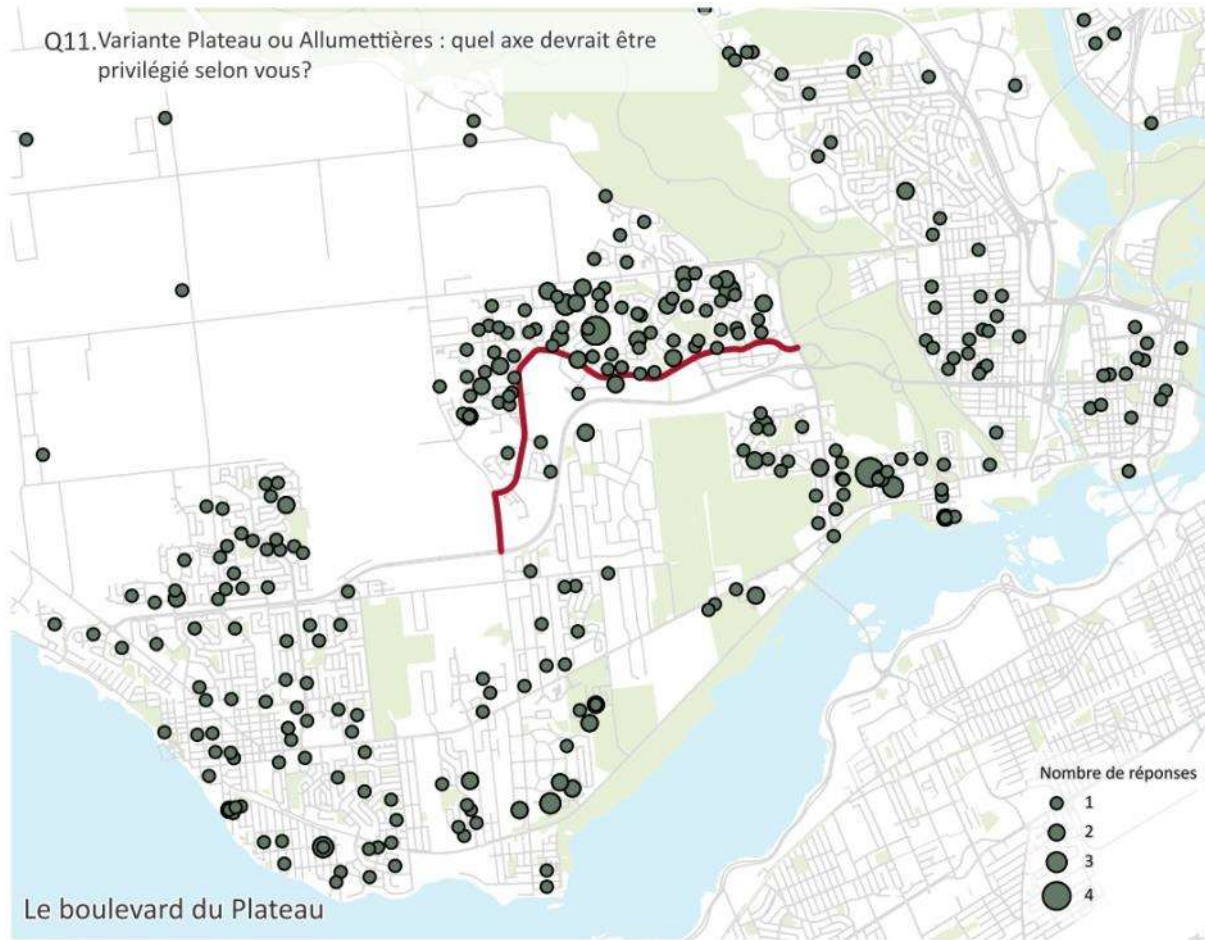 Q11. Variante Plateau ou Allumettières : quel axe devrait être
privilégié selon vous?
Nombre de réponses
1
2
3
4
Le boulevard du Plateau